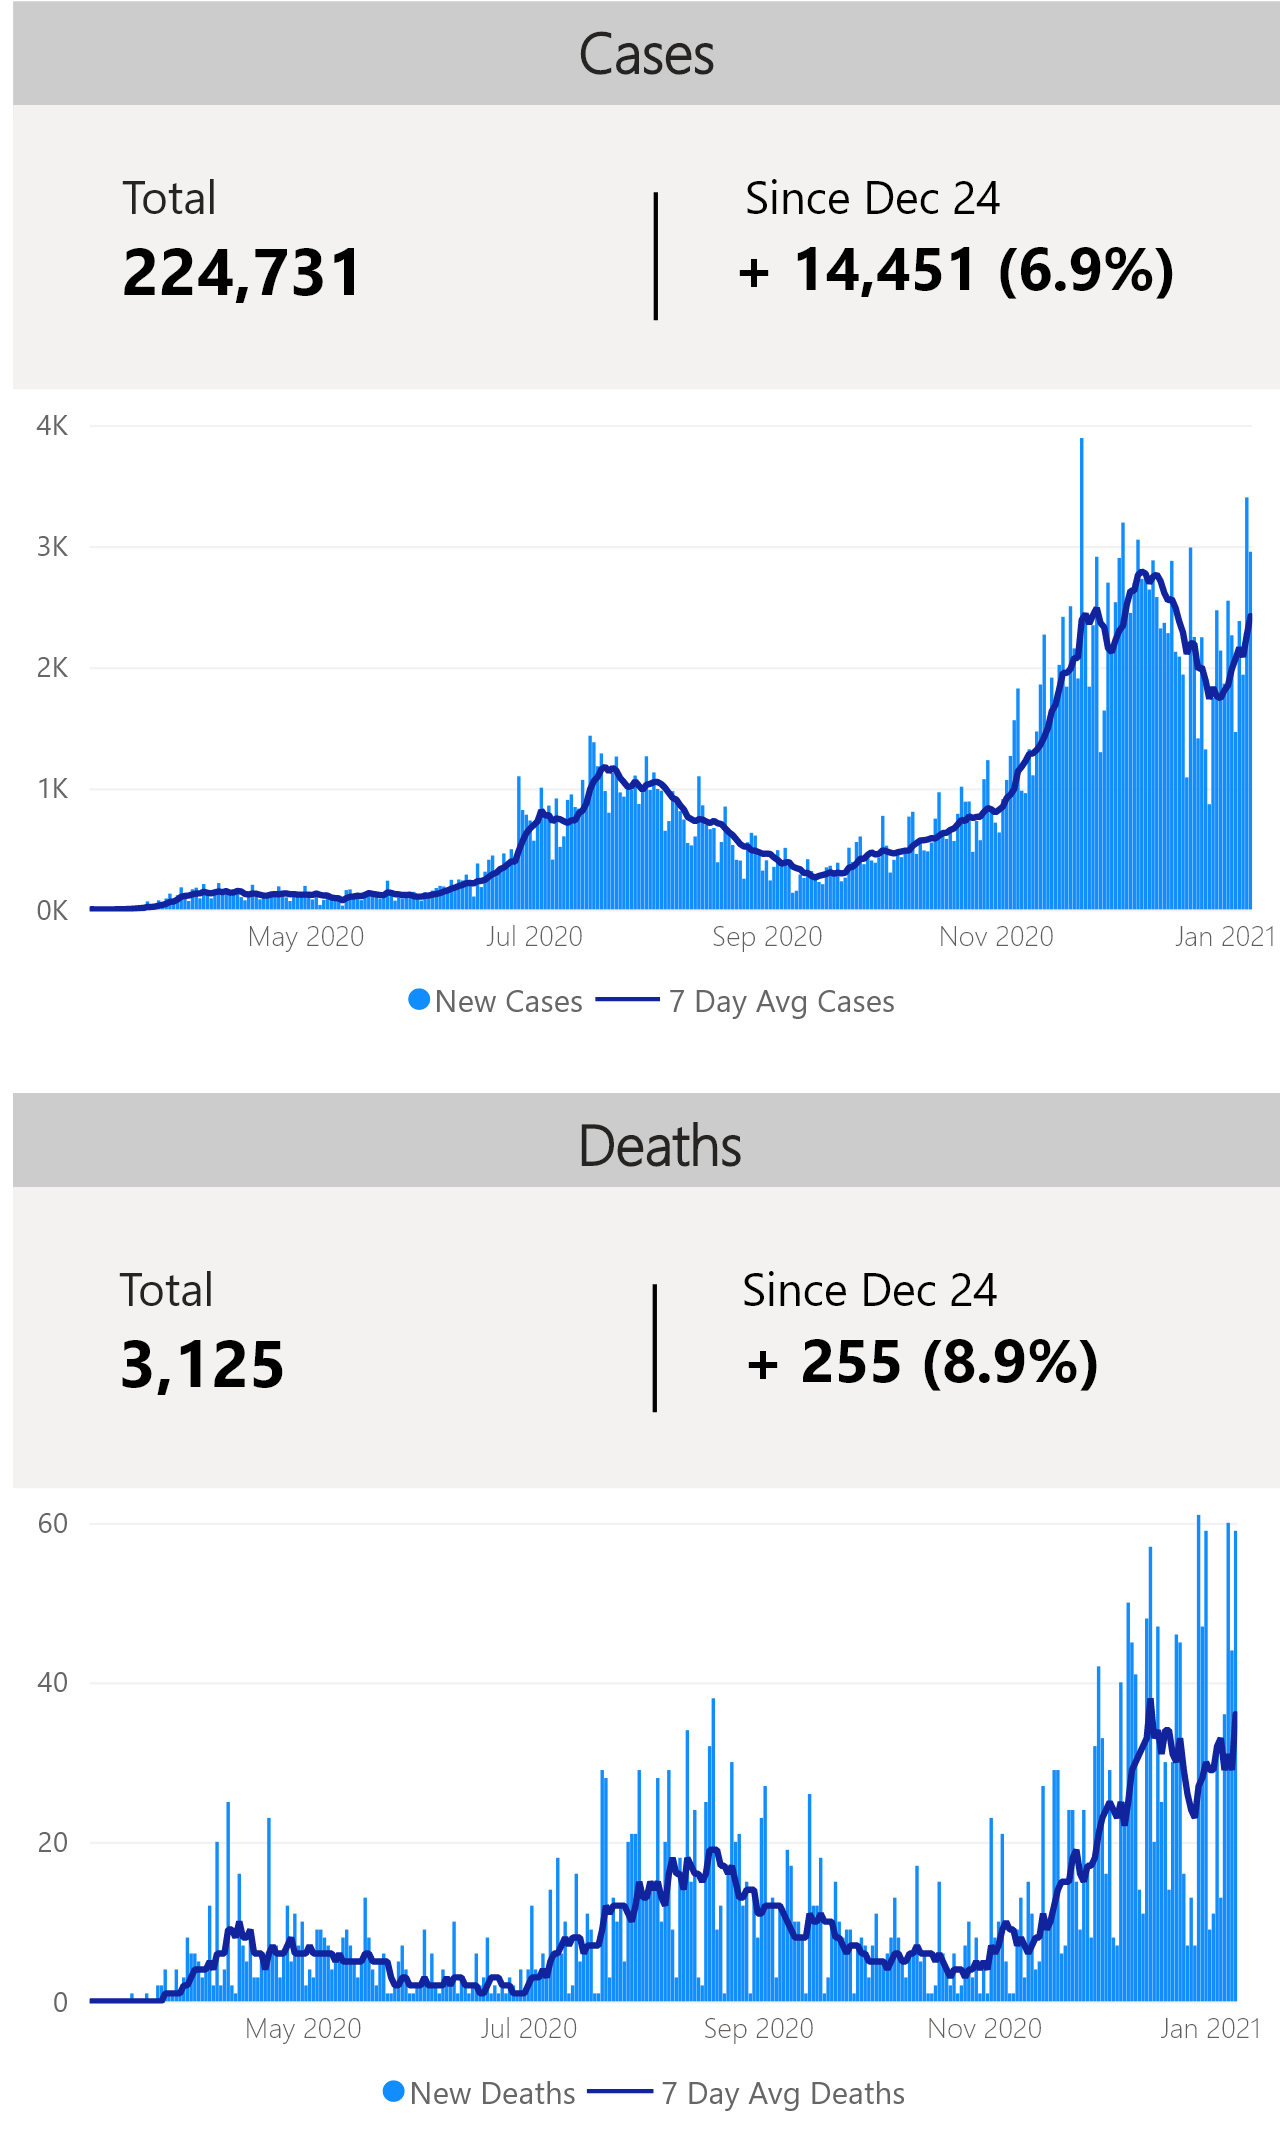 Cases
Total
Since Dec 24
224,731
+ 14,451 (6.9%)
4K
3K
2K
1K
0K
May 2020
Jul 2020
Sep 2020
Nov 2020
Jan 2021
New Cases
7 Day Avg Cases
Deaths
Total
Since Dec 24
3,125
+ 255 (8.9%)
60
40
20
0
May 2020
Jul 2020
Sep 2020
Nov 2020
Jan 2021
New Deaths
7 Day Avg Deaths